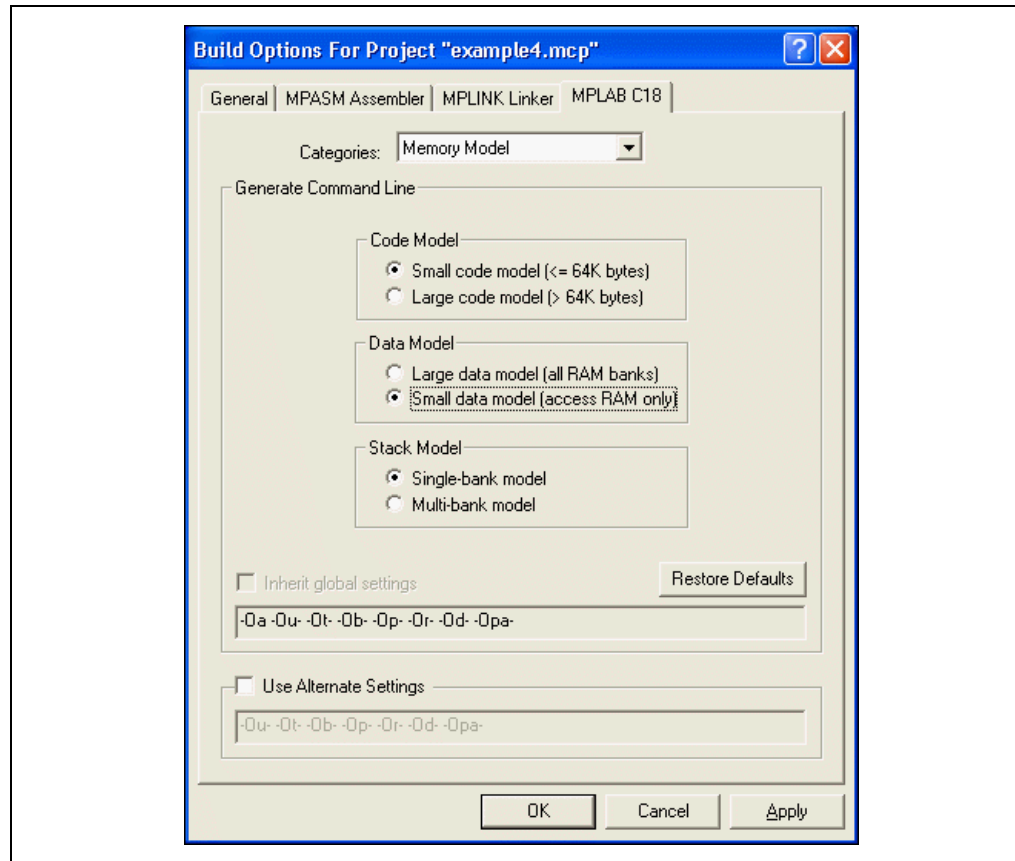 Build Options For Project "example4.mcp"
General
MPASM Assembler
MPLINK Linker
MPLAB C18
Categories: Memory Model
Generate Command Line
Code Model
Small code model (<= 64K bytes)
Large code model (> 64K bytes)
Data Model
Large data model (all RAM banks)
Small data model (access RAM only)
Stack Model
Single-bank model
Multi-bank model
Inherit global settings
Restore Defaults
-Oa -Ou- -Ot- -Ob- -Op- -Or- -Od- -Opa-
Use Alternate Settings
-Ou- -Ot- -Ob- -Op- -Or- -Od- -Opa-
OK
Cancel
Apply